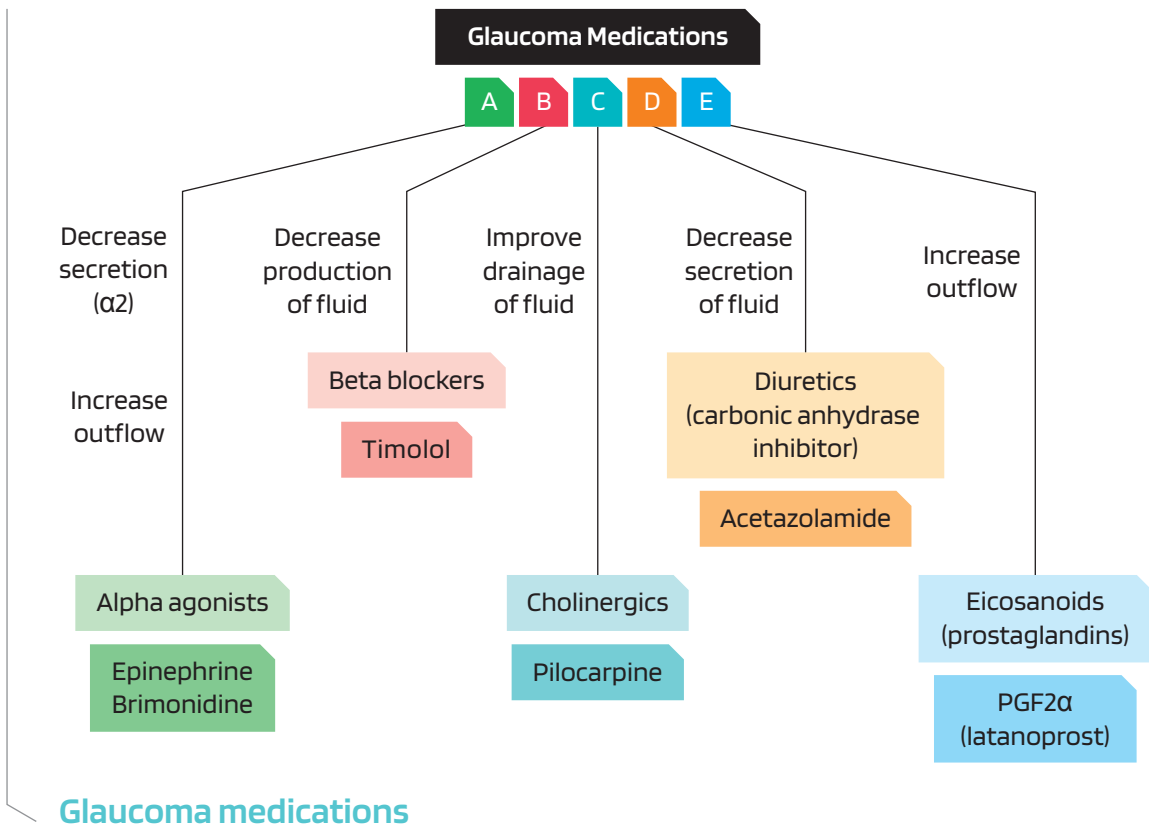 Glaucoma Medications
A
B
C
D
E
Decrease
secretion
(α2)
Increase
outflow
Alpha agonists
Epinephrine
Brimonidine
Decrease
production
of fluid
Beta blockers
Timolol
Improve
drainage
of fluid
Cholinergics
Pilocarpine
Decrease
secretion
of fluid
Diuretics
(carbonic anhydrase
inhibitor)
Acetazolamide
Increase
outflow
Eicosanoids
(prostaglandins)
PGF2α
(latanoprost)
Glaucoma medications